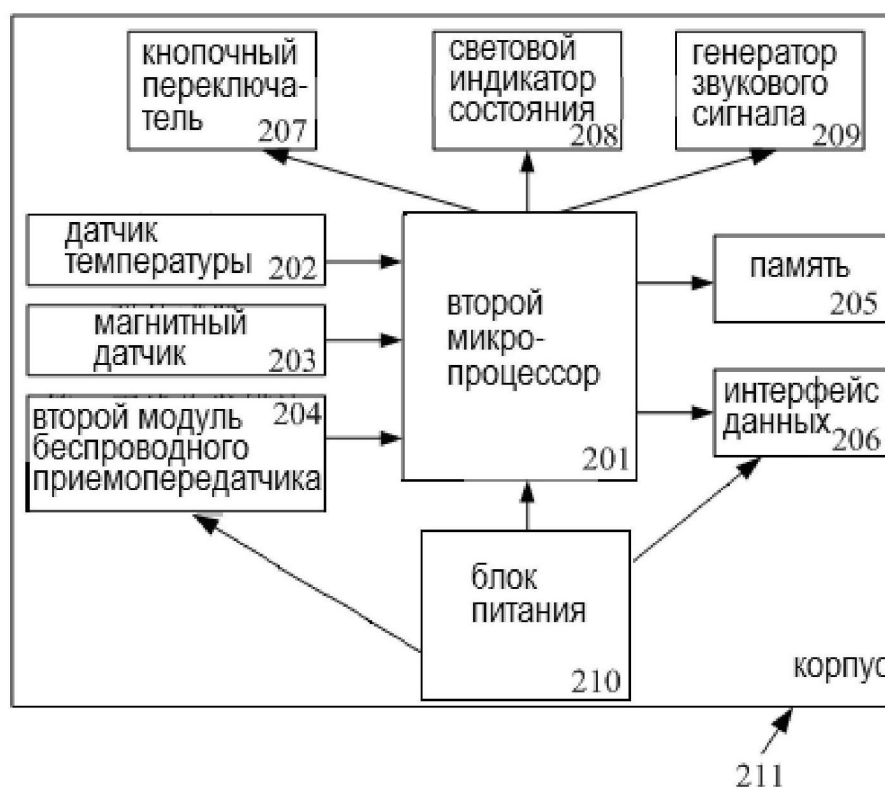 кнопочный
переключа-
тель
207
световой
индикатор
состояния
208
генератор
звукового
сигнала
209
датчик
температуры 202
магнитный
датчик 203
второй модуль 204
беспроводного
приемопередатчика
второй
микро-
процессор
201
память
205
интерфейс
данных 206
блок
питания
210
корпус
211